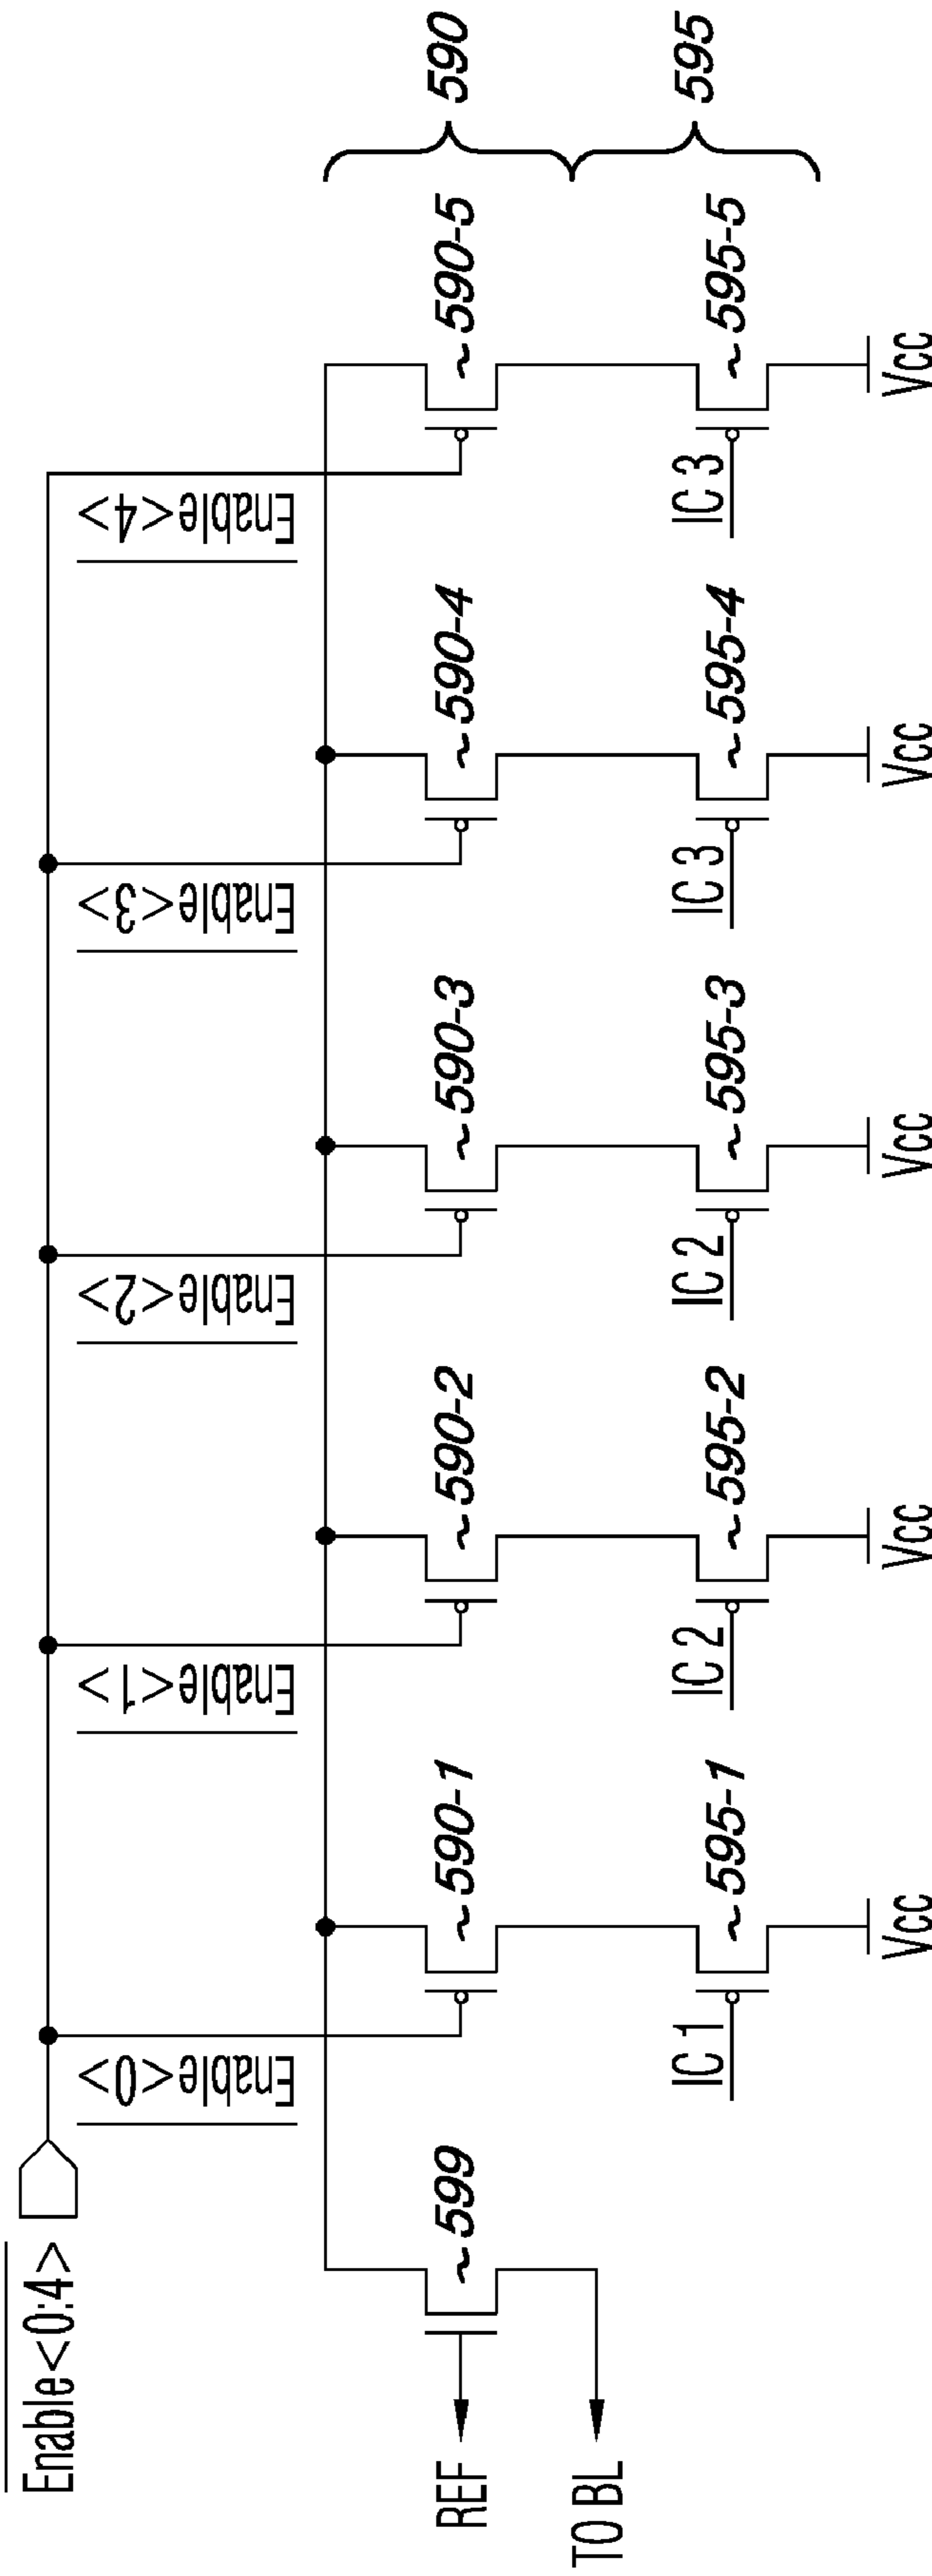 Enable<0:4>
Enable<0>
Enable<1>
Enable<2>
Enable<3>
Enable<4>
REF
TO BL
~599
~590-1
~590-2
~590-3
~590-4
~590-5
590
IC 1
~595-1
IC 2
~595-2
IC 2
~595-3
IC 3
~595-4
IC 3
~595-5
595
Vcc
Vcc
Vcc
Vcc
Vcc